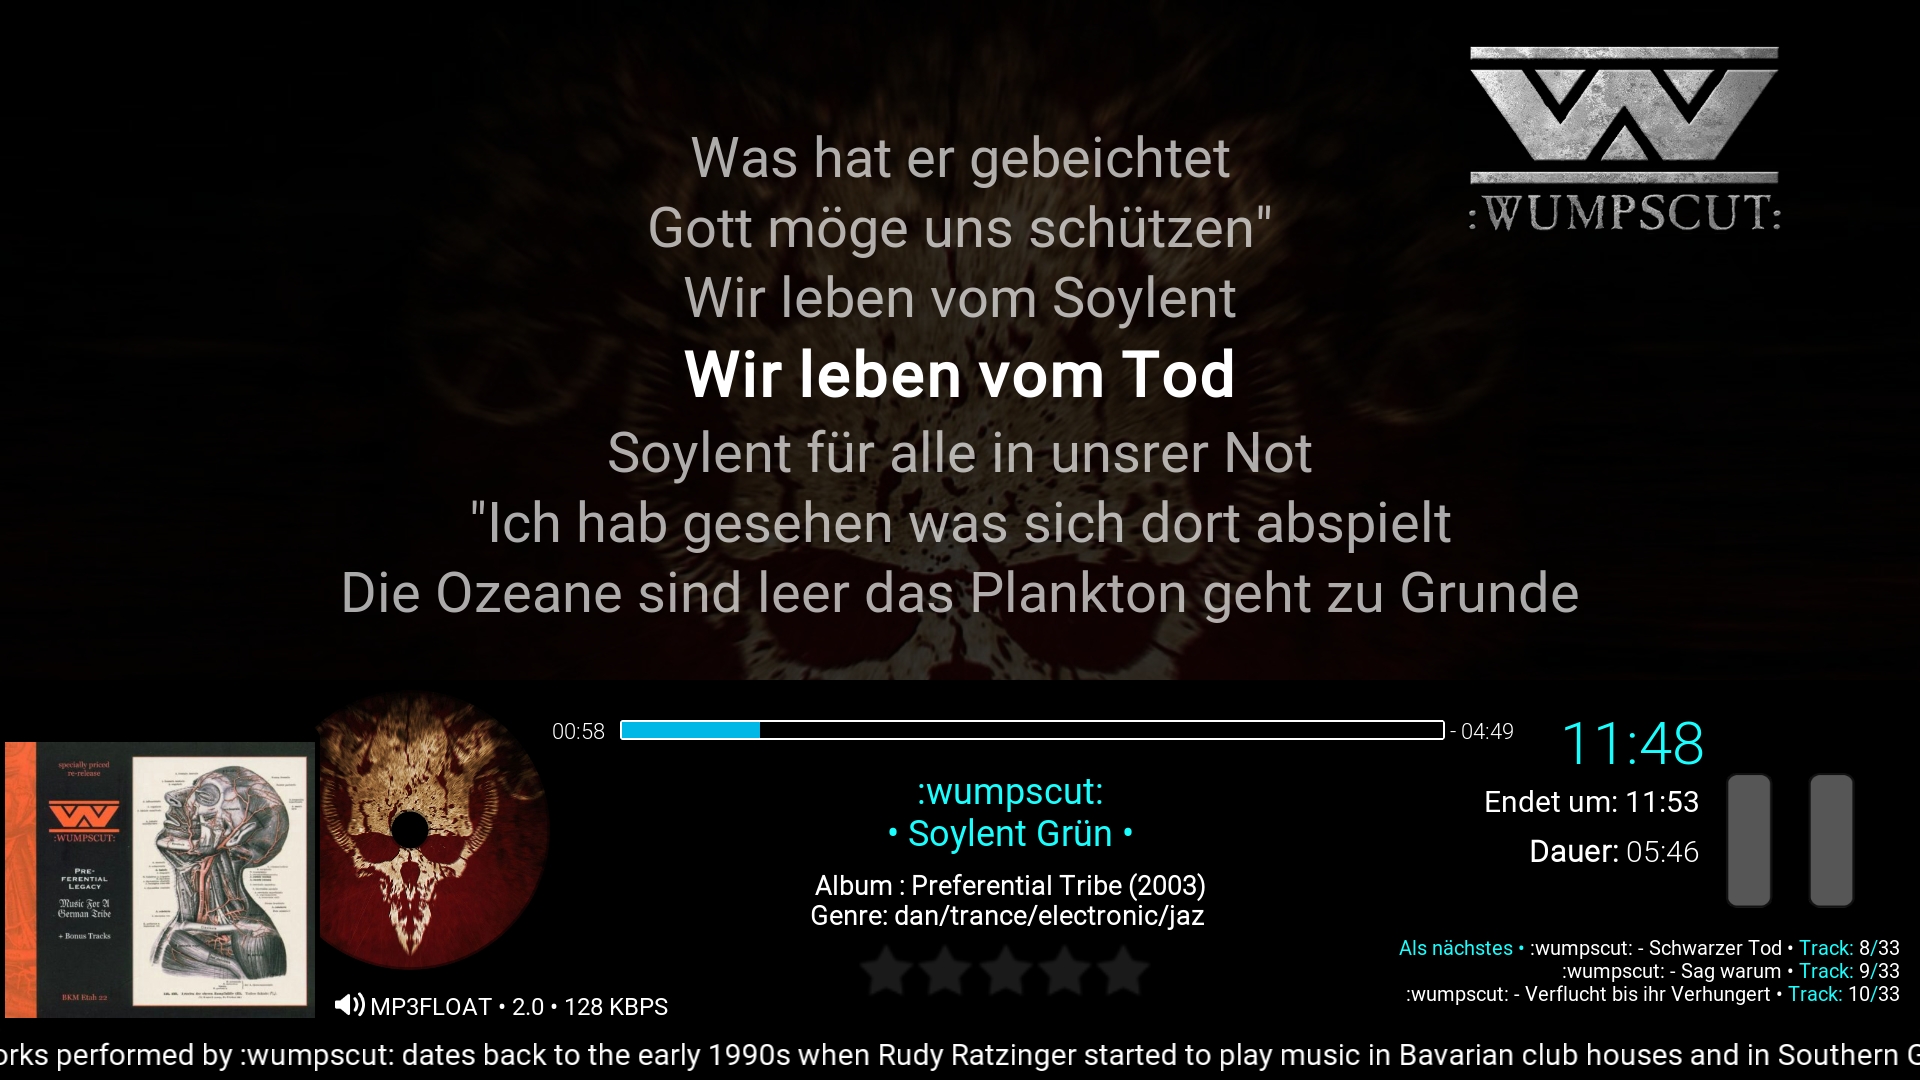 :WUMPSCUT:
Was hat er gebeichtet
Gott möge uns schützen"
Wir leben vom Soylent
Wir leben vom Tod
Soylent für alle in unsrer Not
"Ich hab gesehen was sich dort abspielt
Die Ozeane sind leer das Plankton geht zu Grunde
00:58
- 04:49
11:48
Endet um: 11:53
Dauer: 05:46
:wumpscut:
• Soylent Grün •
Album : Preferential Tribe (2003)
Genre: dan/trance/electronic/jaz
specially priced
re-release
:WUMPSCUT:
PRE-
FERENTIAL
LEGACY
Music For A
German Tribe
+ Bonus Tracks
BKM Etah 22
MP3FLOAT • 2.0 • 128 KBPS
Als nächstes • :wumpscut: - Schwarzer Tod • Track: 8/33
:wumpscut: - Sag warum • Track: 9/33
:wumpscut: - Verflucht bis ihr Verhungert • Track: 10/33
orks performed by :wumpscut: dates back to the early 1990s when Rudy Ratzinger started to play music in Bavarian club houses and in Southern G